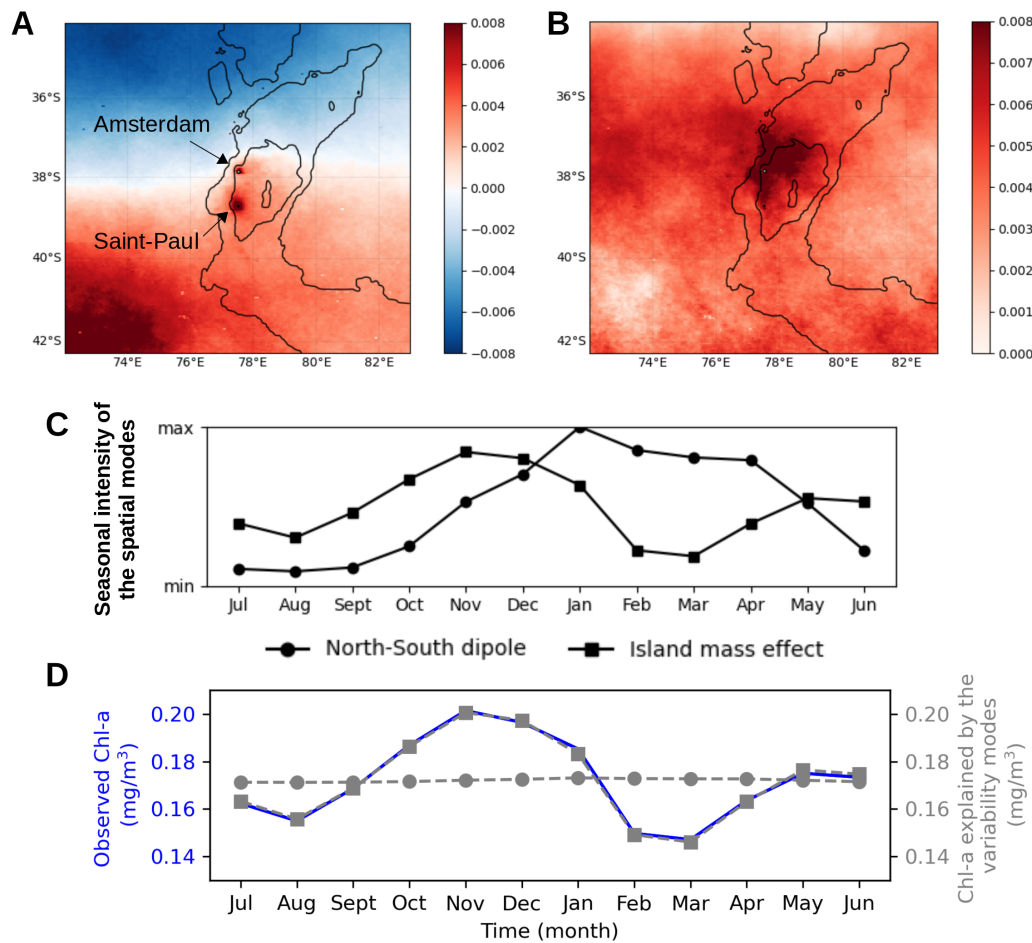 A
B
Amsterdam
Saint-Paul
36°S
38°S
40°S
42°S
74°E
76°E
78°E
80°E
82°E
0.008
0.006
0.004
0.002
0.000
−0.002
−0.004
−0.006
−0.008
36°S
38°S
40°S
42°S
74°E
76°E
78°E
80°E
82°E
0.008
0.007
0.006
0.005
0.004
0.003
0.002
0.001
0.000
C
Seasonal intensity of
the spatial modes
max
min
Jul Aug Sept Oct Nov Dec Jan Feb Mar Apr May Jun
North-South dipole Island mass effect
D
Observed Chl-a
(mg/m³)
0.20
0.18
0.16
0.14
0.20
0.18
0.16
0.14
Chl-a explained by the
variability modes
(mg/m³)
Jul Aug Sept Oct Nov Dec Jan Feb Mar Apr May Jun
Time (month)